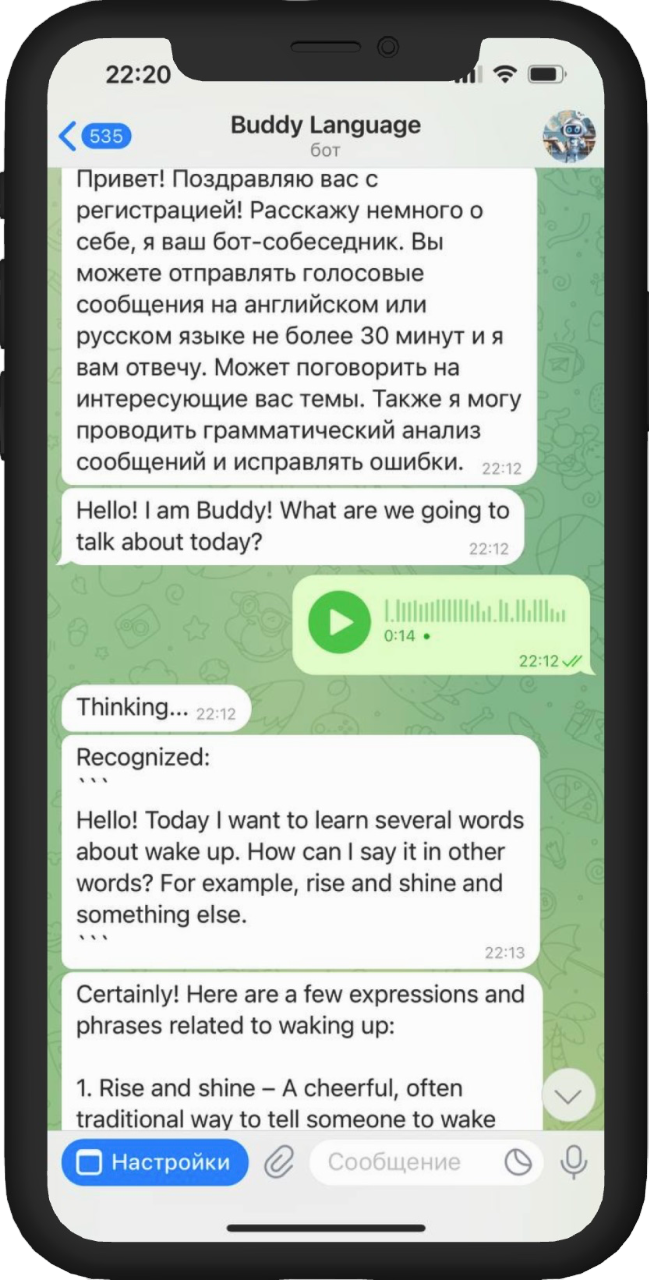 22:20
535
Buddy Language
бот
Привет! Поздравляю вас с
регистрацией! Расскажу немного о
себе, я ваш бот-собеседник. Вы
можете отправлять голосовые
сообщения на английском или
русском языке не более 30 минут и я
вам отвечу. Может поговорить на
интересующие вас темы. Также я могу
проводить грамматический анализ
сообщений и исправлять ошибки. 22:12
Hello! I am Buddy! What are we going to
talk about today? 22:12
0:14
22:12
Thinking... 22:12
Recognized:
```
Hello! Today I want to learn several words
about wake up. How can I say it in other
words? For example, rise and shine and
something else.
```
22:13
Certainly! Here are a few expressions and
phrases related to waking up:
1. Rise and shine – A cheerful, often
traditional way to tell someone to wake
Настройки
Сообщение